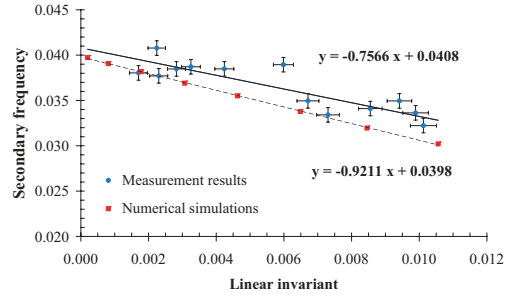 0.045
0.040
0.035
0.030
0.025
0.020
Secondary frequency
y = -0.7566 x + 0.0408
y = -0.9211 x + 0.0398
Measurement results
Numerical simulations
0.000 0.002 0.004 0.006 0.008 0.010 0.012
Linear invariant